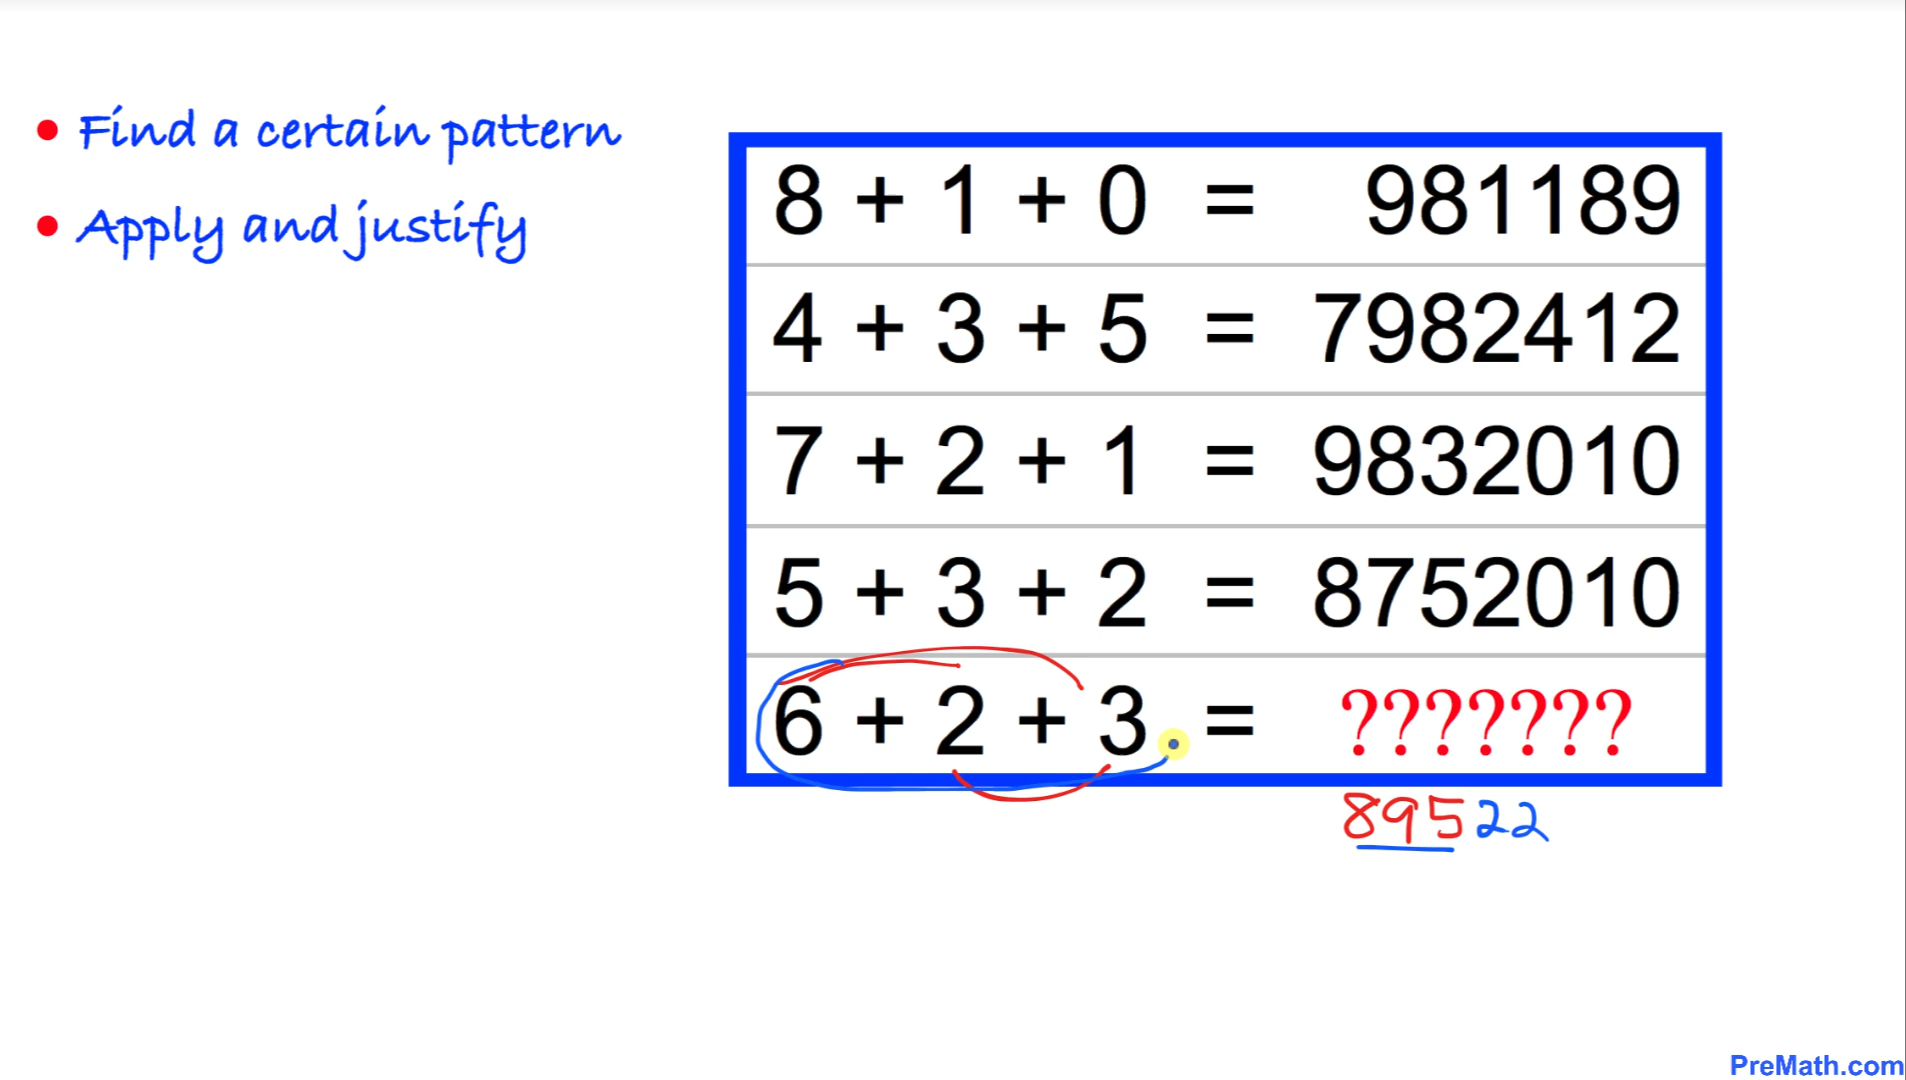 • Find a certain pattern
• Apply and justify
8 + 1 + 0 = 981189
4 + 3 + 5 = 7982412
7 + 2 + 1 = 9832010
5 + 3 + 2 = 8752010
6 + 2 + 3 = ???????
89522
PreMath.com